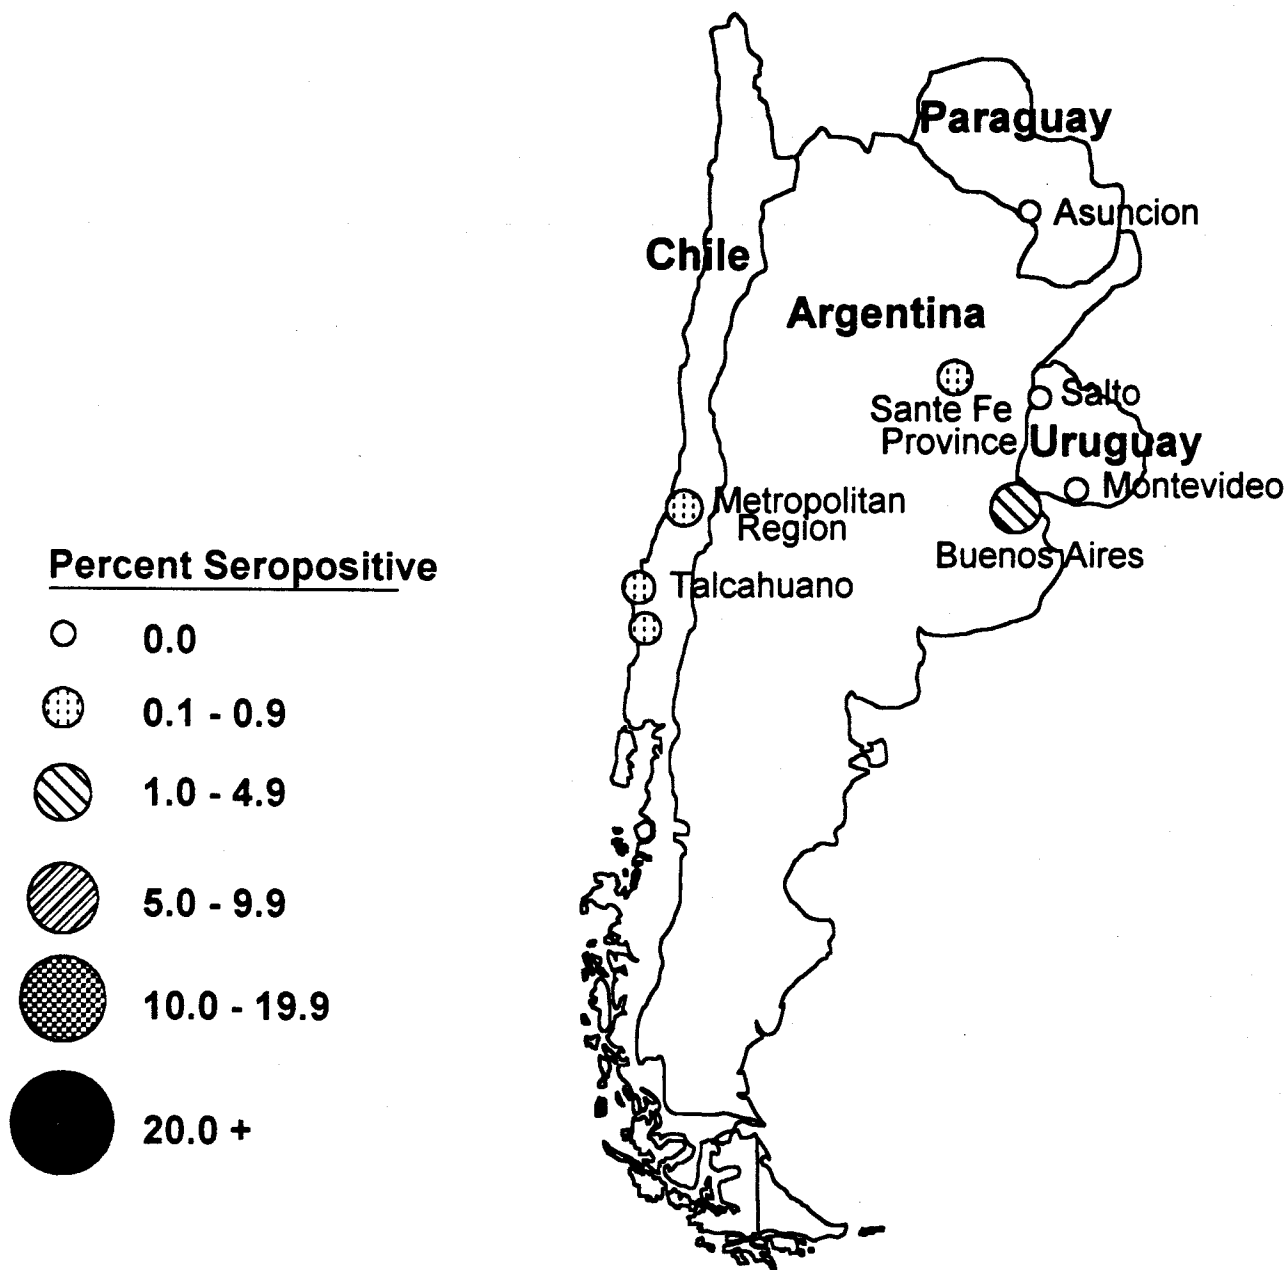 Paraguay
Asuncion
Chile
Argentina
Salto
Sante Fe
Province
Uruguay
Montevideo
Metropolitan
Region
Buenos Aires
Talcahuano
Percent Seropositive
0.0
0.1 - 0.9
1.0 - 4.9
5.0 - 9.9
10.0 - 19.9
20.0 +